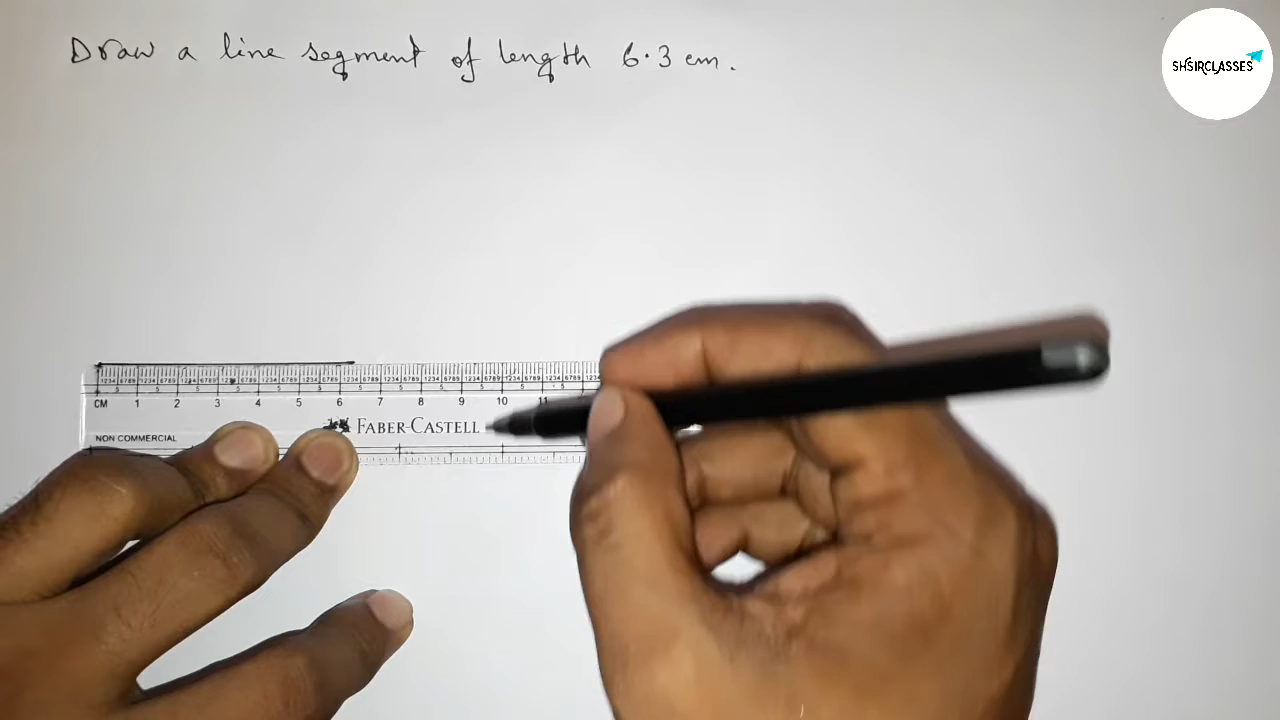 Draw a line segment of length 6.3 cm.
SHSIRCLASSES
CM 1 2 3 4 5 6 7 8 9 10 11
FABER-CASTELL
NON COMMERCIAL